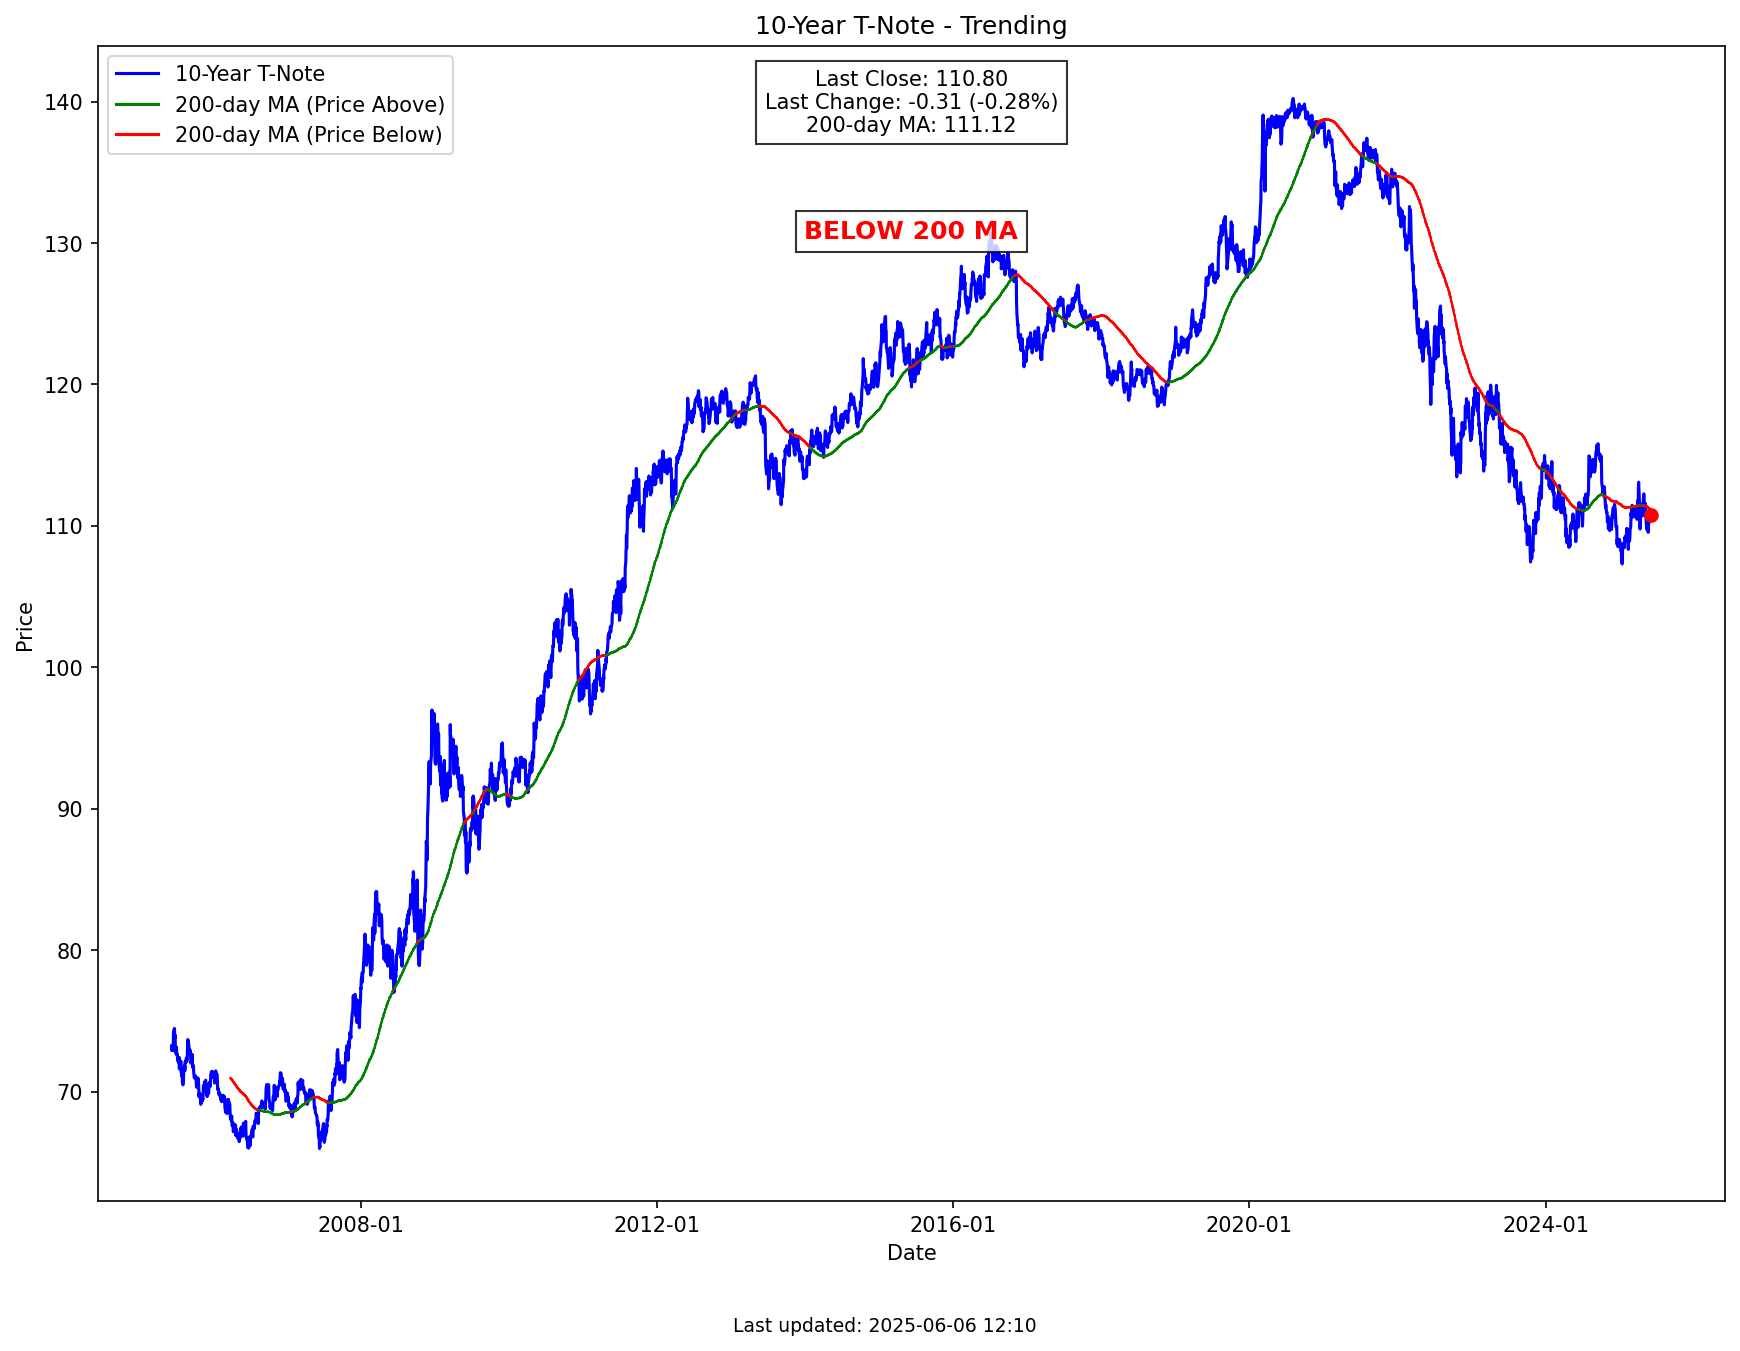 10-Year T-Note - Trending
10-Year T-Note
200-day MA (Price Above)
200-day MA (Price Below)
Last Close: 110.80
Last Change: -0.31 (-0.28%)
200-day MA: 111.12
BELOW 200 MA
140
130
120
110
100
90
80
70
Price
2008-01
2012-01
2016-01
2020-01
2024-01
Date
Last updated: 2025-06-06 12:10